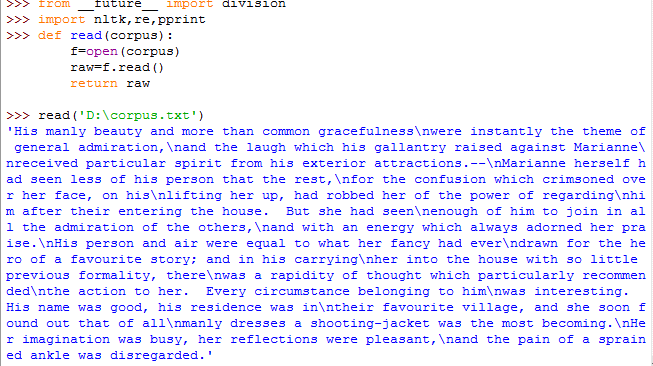 >>> from __future__ import division
>>> import nltk,re,pprint
>>> def read(corpus):
        f=open(corpus)
        raw=f.read()
        return raw

>>> read('D:\corpus.txt')
'His manly beauty and more than common gracefulness\nwere instantly the theme of
 general admiration,\nand the laugh which his gallantry raised against Marianne\
nreceived particular spirit from his exterior attractions.--\nMarianne herself h
ad seen less of his person that the rest,\nfor the confusion which crimsoned ove
r her face, on his\nlifting her up, had robbed her of the power of regarding\nhi
m after their entering the house.  But she had seen\nenough of him to join in al
l the admiration of the others,\nand with an energy which always adorned her pra
ise.\nHis person and air were equal to what her fancy had ever\ndrawn for the he
ro of a favourite story; and in his carrying\nher into the house with so little 
previous formality, there\nwas a rapidity of thought which particularly recommen
ded\nthe action to her.  Every circumstance belonging to him\nwas interesting.  
His name was good, his residence was in\ntheir favourite village, and she soon f
ound out that of all\nmanly dresses a shooting-jacket was the most becoming.\nHe
r imagination was busy, her reflections were pleasant,\nand the pain of a sprain
ed ankle was disregarded.'